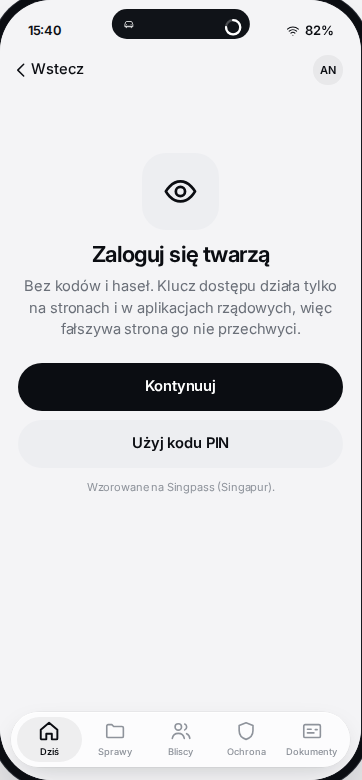 15:40
82%
Wstecz
AN
Zaloguj się twarzą
Bez kodów i haseł. Klucz dostępu działa tylko
na stronach i w aplikacjach rządowych, więc
fałszywa strona go nie przechwyci.
Kontynuuj
Użyj kodu PIN
Wzorowane na Singpass (Singapur).
Dziś
Sprawy
Bliscy
Ochrona
Dokumenty